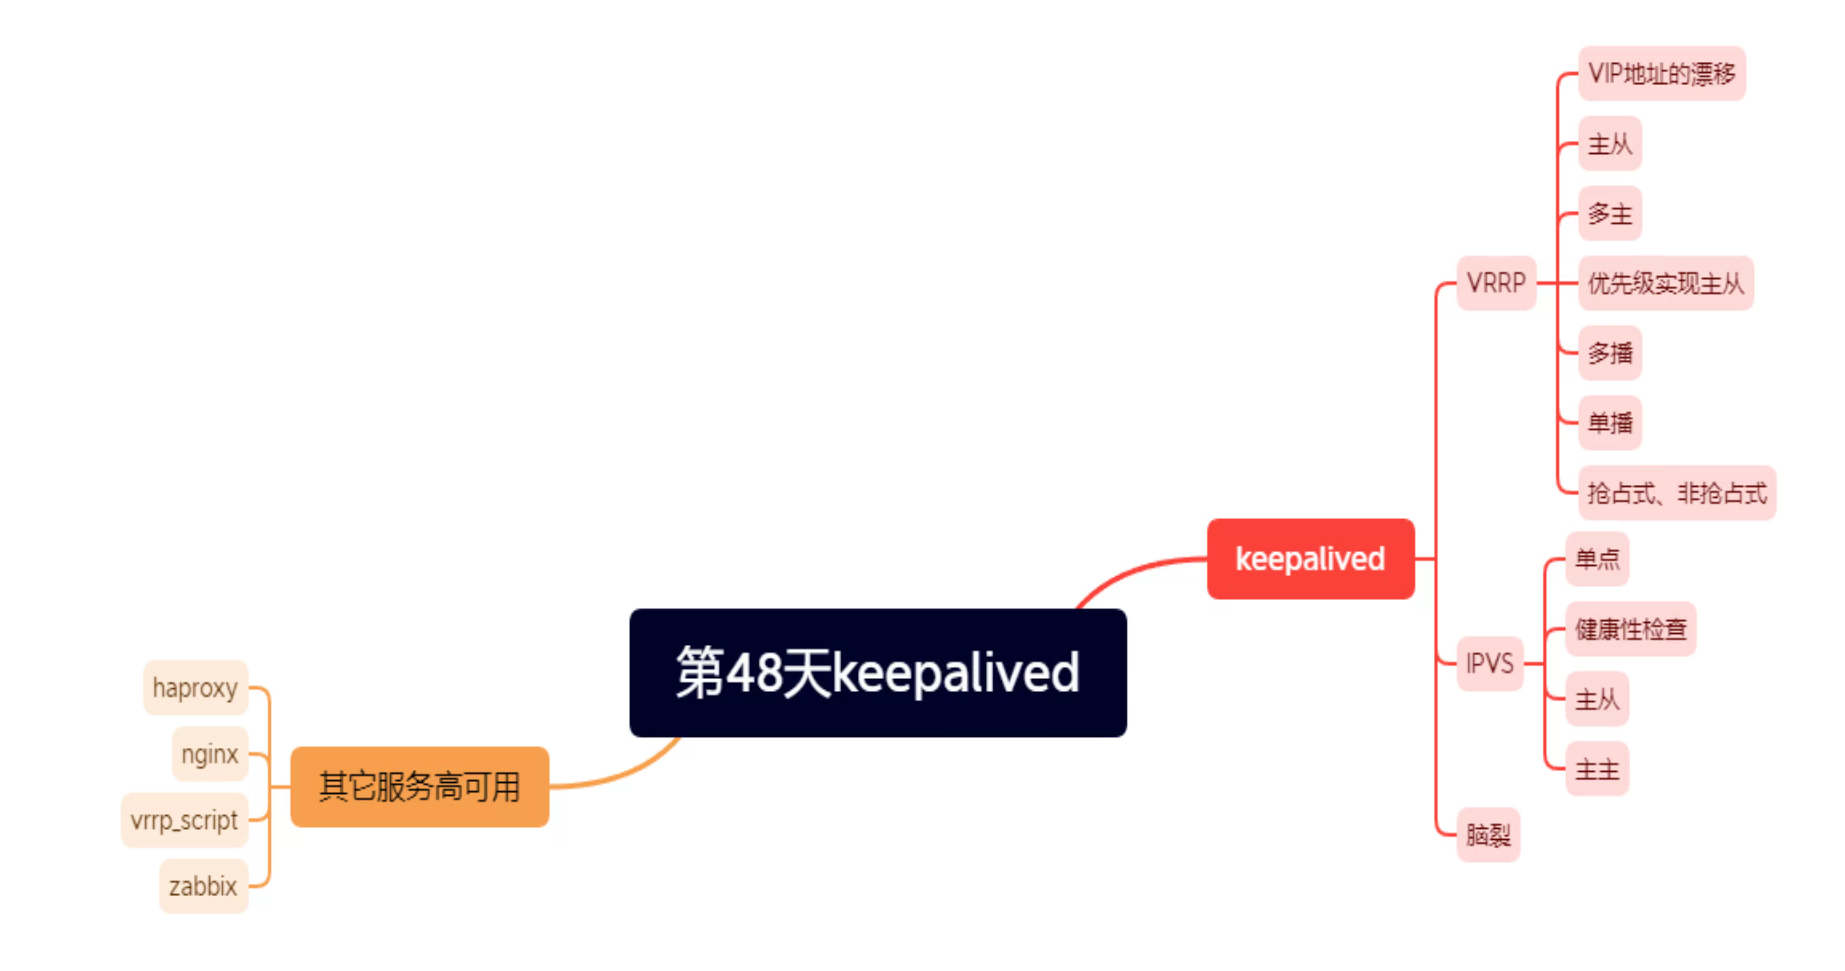 第48天keepalived
keepalived
VRRP
VIP地址的漂移
主从
多主
优先级实现主从
多播
单播
抢占式、非抢占式
IPVS
单点
健康性检查
主从
主主
脑裂
其它服务高可用
haproxy
nginx
vrrp_script
zabbix